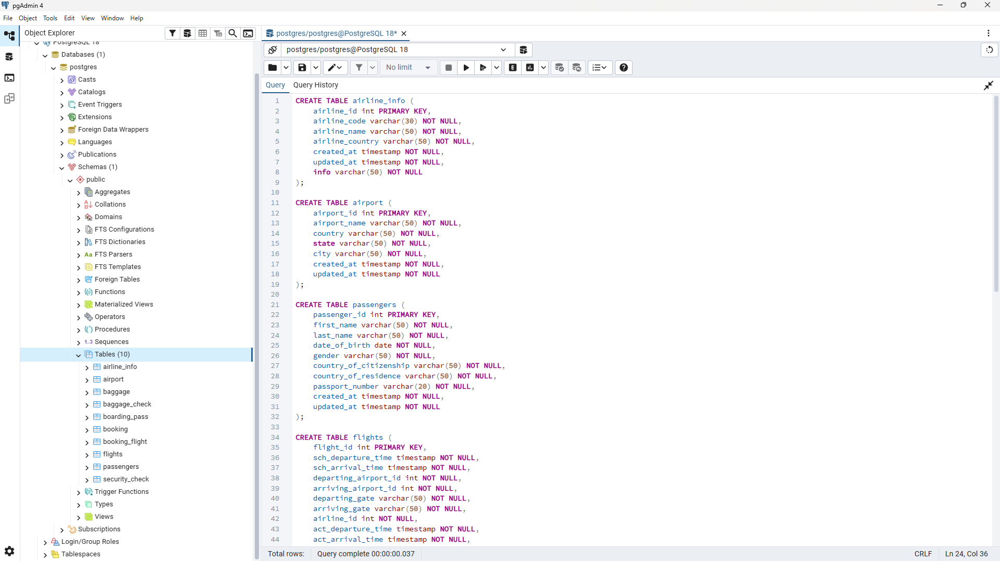 pgAdmin 4
File Object Tools Edit View Window Help
Object Explorer
PostgreSQL 18
Databases (1)
postgres
Casts
Catalogs
Event Triggers
Extensions
Foreign Data Wrappers
Languages
Publications
Schemas (1)
public
Aggregates
Collations
Domains
FTS Configurations
FTS Dictionaries
Aa FTS Parsers
FTS Templates
Foreign Tables
Functions
Materialized Views
Operators
Procedures
1..3 Sequences
Tables (10)
airline_info
airport
baggage
baggage_check
boarding_pass
booking
booking_flight
flights
passengers
security_check
Trigger Functions
Types
Views
Subscriptions
Login/Group Roles
Tablespaces
postgres/postgres@PostgreSQL 18*
postgres/postgres@PostgreSQL 18
No limit
E
Query Query History
1 CREATE TABLE airline_info (
2 airline_id int PRIMARY KEY,
3 airline_code varchar(30) NOT NULL,
4 airline_name varchar(50) NOT NULL,
5 airline_country varchar(50) NOT NULL,
6 created_at timestamp NOT NULL,
7 updated_at timestamp NOT NULL,
8 info varchar(50) NOT NULL
9 );
10
11 CREATE TABLE airport (
12 airport_id int PRIMARY KEY,
13 airport_name varchar(50) NOT NULL,
14 country varchar(50) NOT NULL,
15 state varchar(50) NOT NULL,
16 city varchar(50) NOT NULL,
17 created_at timestamp NOT NULL,
18 updated_at timestamp NOT NULL
19 );
20
21 CREATE TABLE passengers (
22 passenger_id int PRIMARY KEY,
23 first_name varchar(50) NOT NULL,
24 last_name varchar(50) NOT NULL,
25 date_of_birth date NOT NULL,
26 gender varchar(50) NOT NULL,
27 country_of_citizenship varchar(50) NOT NULL,
28 country_of_residence varchar(50) NOT NULL,
29 passport_number varchar(20) NOT NULL,
30 created_at timestamp NOT NULL,
31 updated_at timestamp NOT NULL
32 );
33
34 CREATE TABLE flights (
35 flight_id int PRIMARY KEY,
36 sch_departure_time timestamp NOT NULL,
37 sch_arrival_time timestamp NOT NULL,
38 departing_airport_id int NOT NULL,
39 arriving_airport_id int NOT NULL,
40 departing_gate varchar(50) NOT NULL,
41 arriving_gate varchar(50) NOT NULL,
42 airline_id int NOT NULL,
43 act_departure_time timestamp NOT NULL,
44 act_arrival_time timestamp NOT NULL,
Total rows: Query complete 00:00:00.037 CRLF Ln 24, Col 36